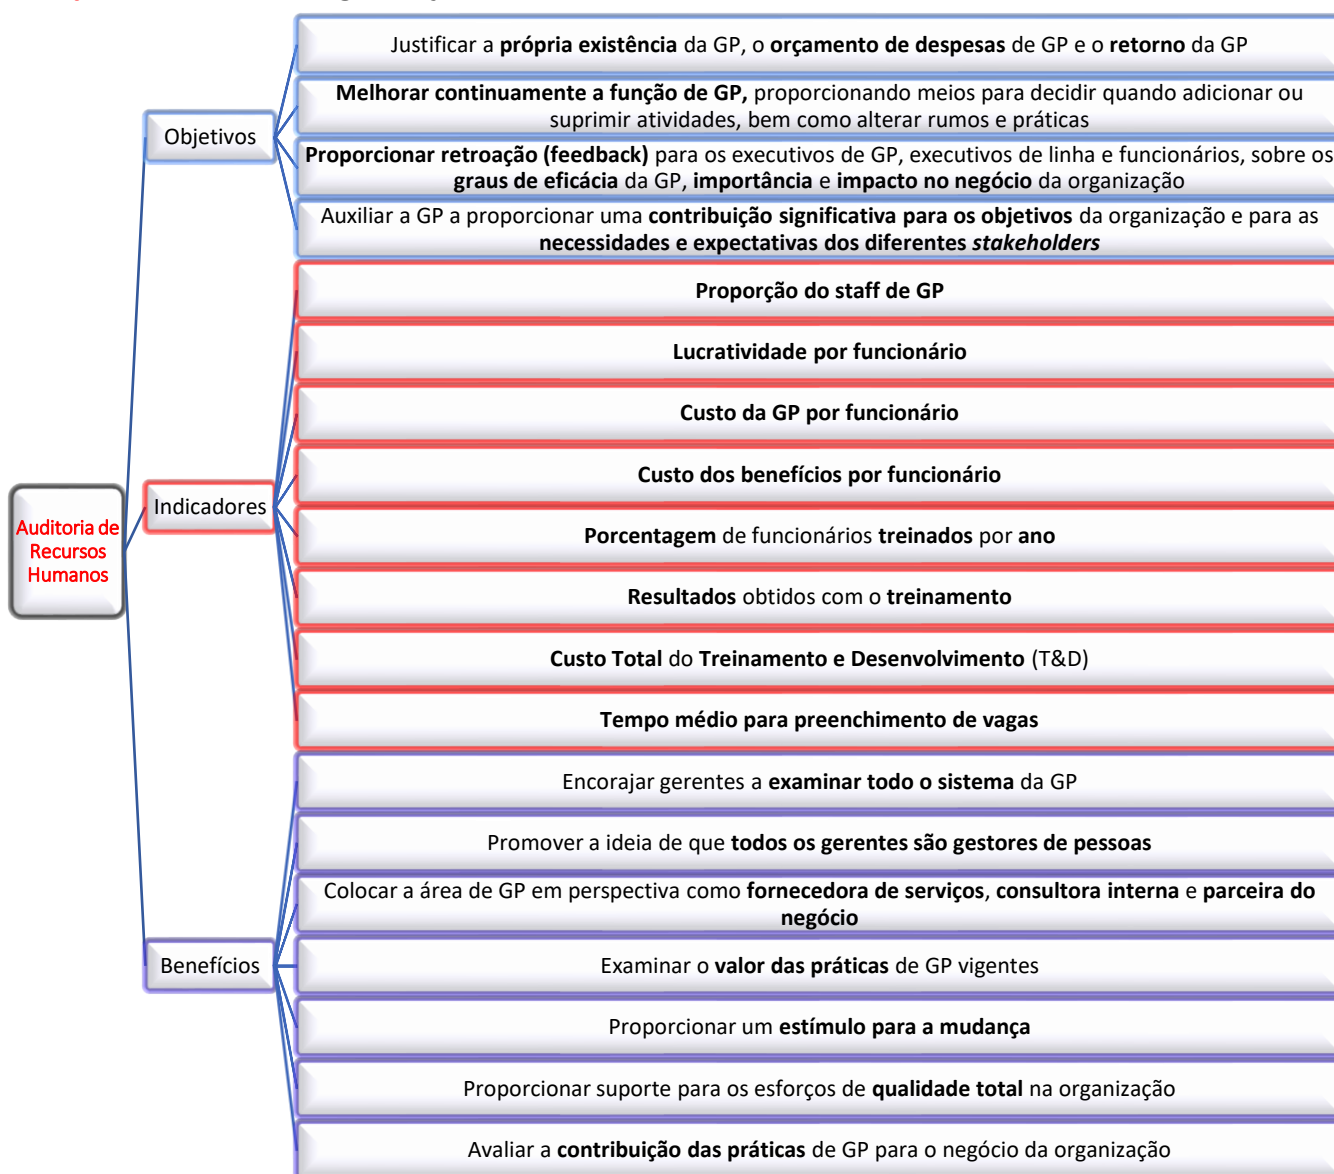 Justificar a própria existência da GP, o orçamento de despesas de GP e o retorno da GP
Melhorar continuamente a função de GP, proporcionando meios para decidir quando adicionar ou
suprimir atividades, bem como alterar rumos e práticas
Objetivos
Proporcionar retroação (feedback) para os executivos de GP, executivos de linha e funcionários, sobre os
graus de eficácia da GP, importância e impacto no negócio da organização
Auxiliar a GP a proporcionar uma contribuição significativa para os objetivos da organização e para as
necessidades e expectativas dos diferentes stakeholders
Proporção do staff de GP
Lucratividade por funcionário
Custo da GP por funcionário
Custo dos benefícios por funcionário
Auditoria de
Recursos
Humanos
Indicadores
Porcentagem de funcionários treinados por ano
Resultados obtidos com o treinamento
Custo Total do Treinamento e Desenvolvimento (T&D)
Tempo médio para preenchimento de vagas
Encorajar gerentes a examinar todo o sistema da GP
Promover a ideia de que todos os gerentes são gestores de pessoas
Colocar a área de GP em perspectiva como fornecedora de serviços, consultora interna e parceira do
negócio
Benefícios
Examinar o valor das práticas de GP vigentes
Proporcionar um estímulo para a mudança
Proporcionar suporte para os esforços de qualidade total na organização
Avaliar a contribuição das práticas de GP para o negócio da organização